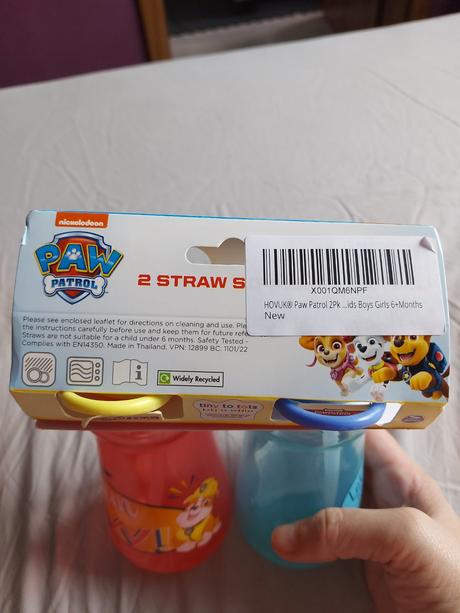 nickelodeon
PAW
PATROL
2 STRAW S
X001QM6NPF
HOVUK® Paw Patrol 2Pk ...ids Boys Girls 6+Months
New
Please see enclosed leaflet for directions on cleaning and use. Ple
the instructions carefully before use and keep them for future refe
Straws are not suitable for a child under 6 months. Safety Tested -
Complies with EN14350. Made in Thailand. VPN: 12899 BC. 1101/22
i
Widely Recycled
tiny to tots